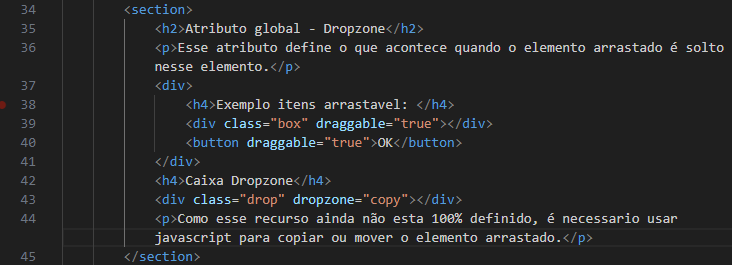 34 <section>
35 <h2>Atributo global - Dropzone</h2>
36 <p>Esse atributo define o que acontece quando o elemento arrastado é solto
nesse elemento.</p>
37 <div>
38 <h4>Exemplo itens arrastavel: </h4>
39 <div class="box" draggable="true"></div>
40 <button draggable="true">OK</button>
41 </div>
42 <h4>Caixa Dropzone</h4>
43 <div class="drop" dropzone="copy"></div>
44 <p>Como esse recurso ainda não esta 100% definido, é necessario usar
javascript para copiar ou mover o elemento arrastado.</p>
45 </section>